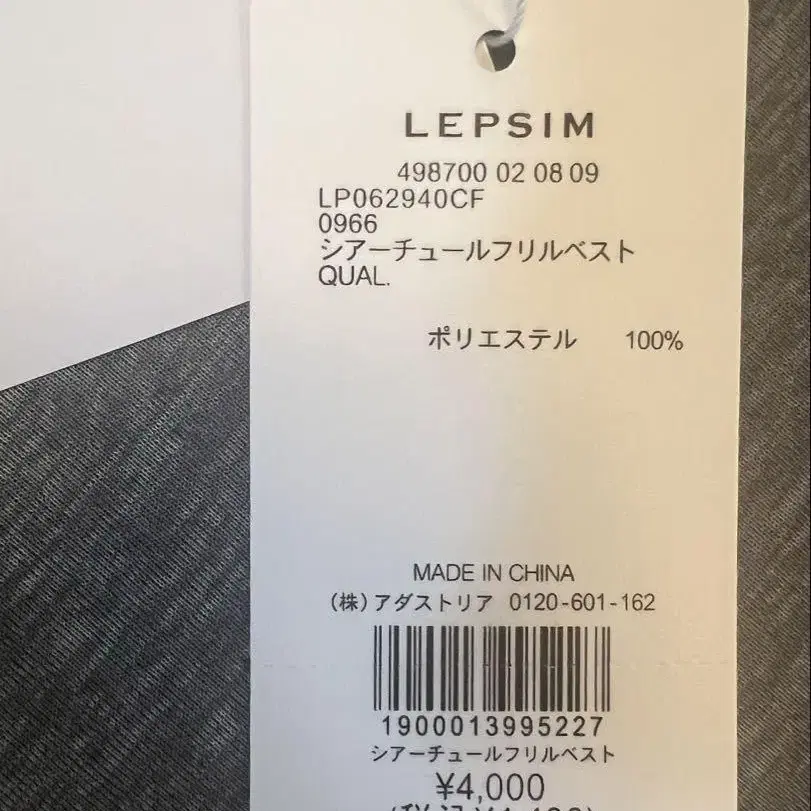 LEPSIM
498700 02 08 09
LP062940CF
0966
シアーチュールフリルベスト
QUAL.
ポリエステル 100%
MADE IN CHINA
(株)アダストリア 0120-601-162
1900013995227
シアーチュールフリルベスト
¥4,000